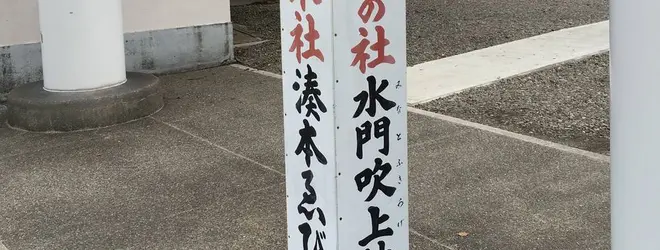 の社 水門吹上
みなとふきあげ
社 湊本ゑび